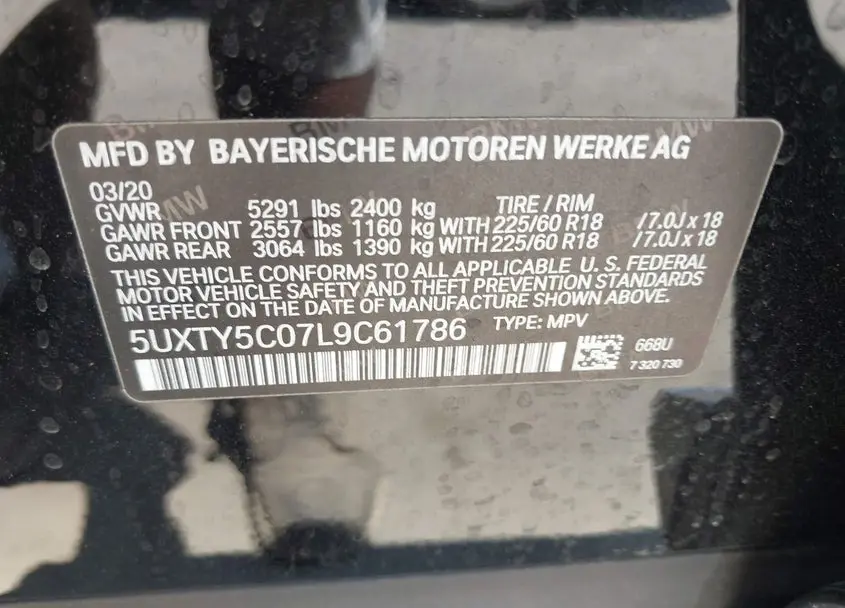 MFD BY BAYERISCHE MOTOREN WERKE AG
03/20
GVWR 5291 lbs 2400 kg TIRE / RIM
GAWR FRONT 2557 lbs 1160 kg WITH 225/60 R18 /7.0J x 18
GAWR REAR 3064 lbs 1390 kg WITH 225/60 R18 /7.0J x 18
THIS VEHICLE CONFORMS TO ALL APPLICABLE U. S. FEDERAL
MOTOR VEHICLE SAFETY AND THEFT PREVENTION STANDARDS
IN EFFECT ON THE DATE OF MANUFACTURE SHOWN ABOVE.
5UXTY5C07L9C61786 TYPE: MPV
668U
7 320 730